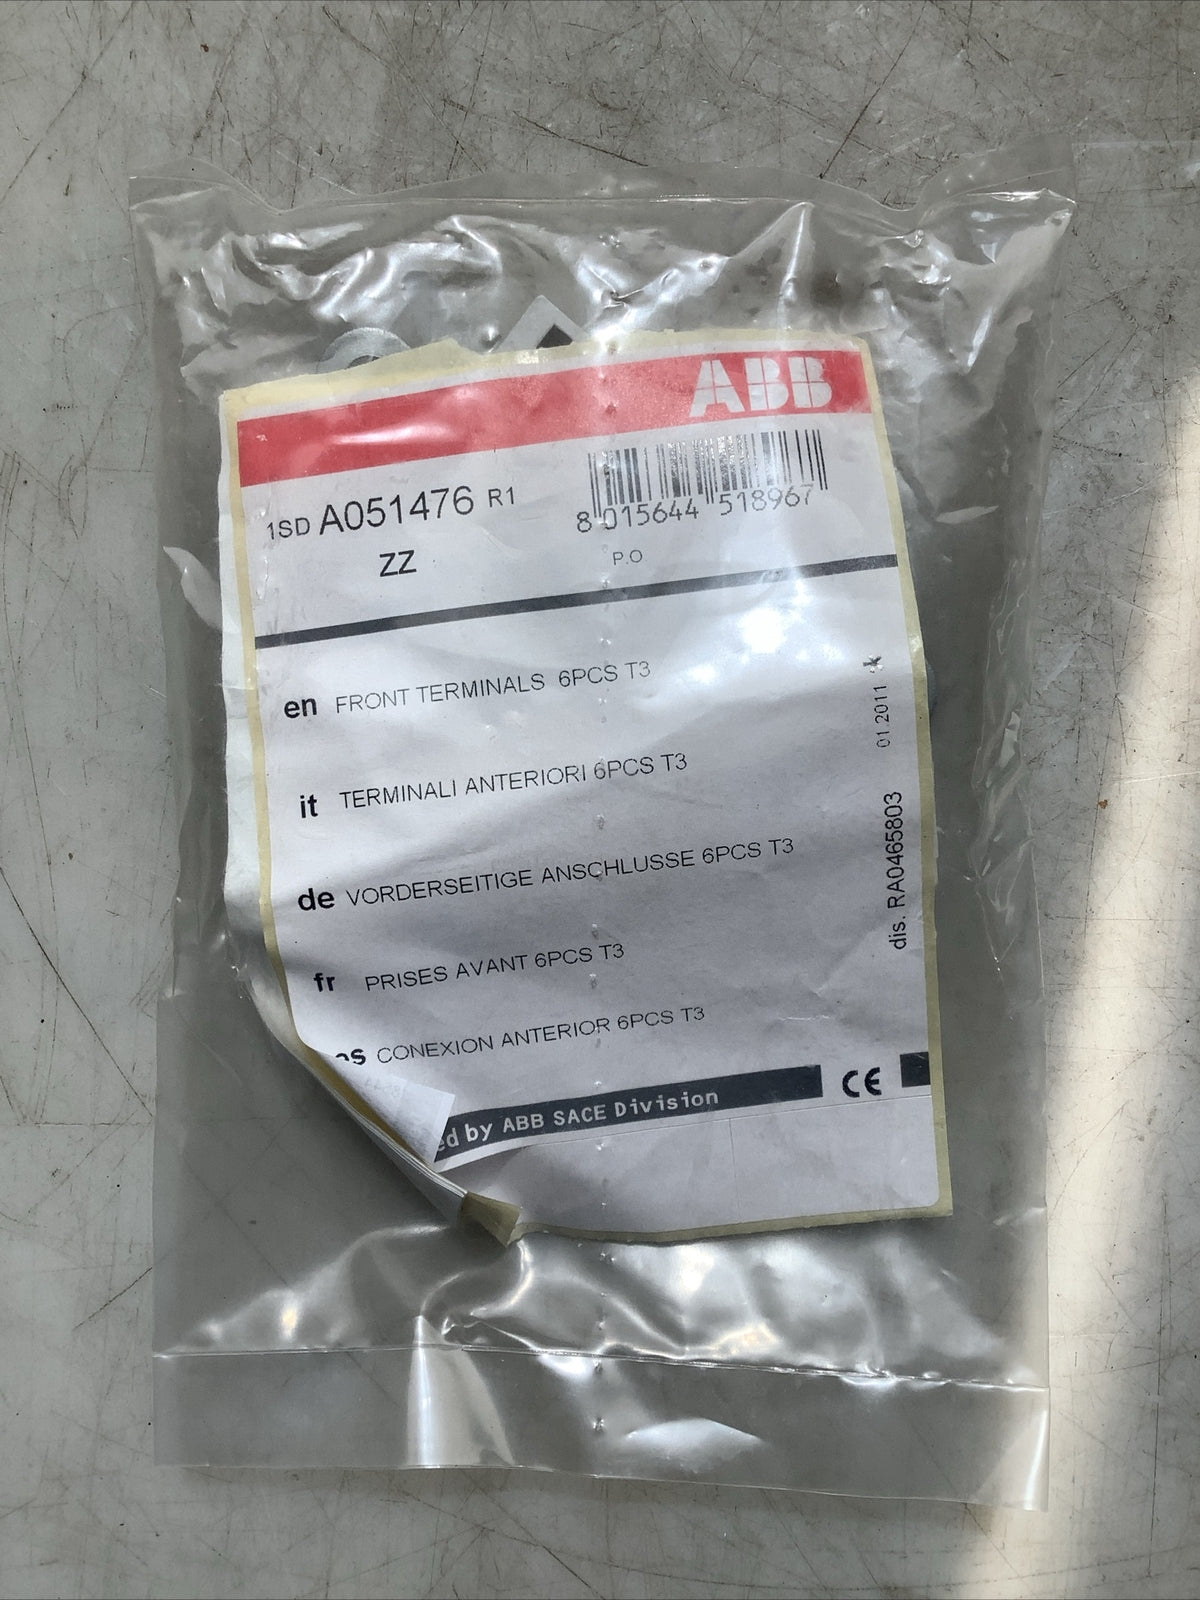 ABB
1SD A051476 R1
ZZ
8 015644 518967
P.O
en FRONT TERMINALS 6PCS T3
it TERMINALI ANTERIORI 6PCS T3
de VORDERSEITIGE ANSCHLUSSE 6PCS T3
fr PRISES AVANT 6PCS T3
es CONEXION ANTERIOR 6PCS T3
by ABB SACE Division
CE
dis. RA0465803 01.2011